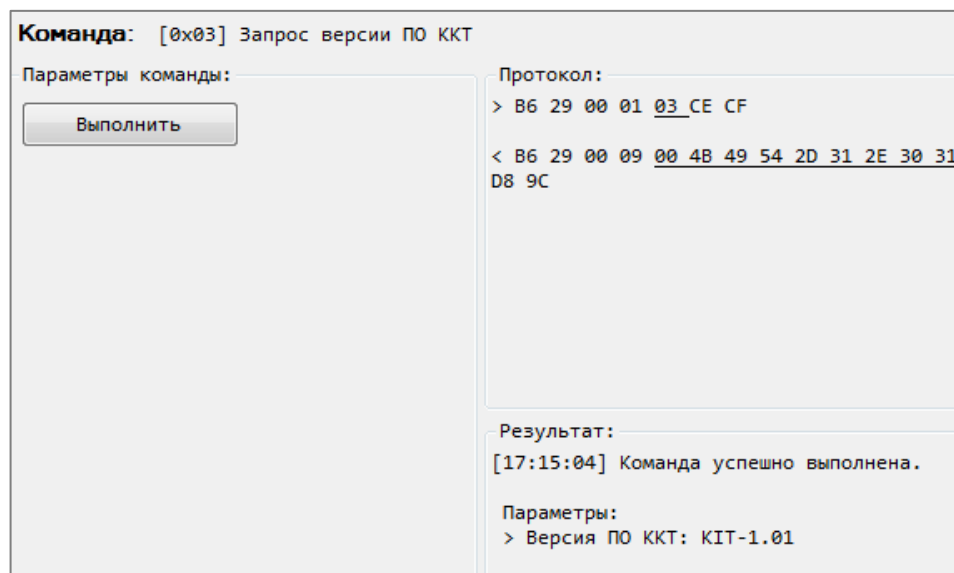 Команда: [0x03] Запрос версии ПО ККТ
Параметры команды:
Выполнить
Протокол:
> B6 29 00 01 03 CE CF
< B6 29 00 09 00 4B 49 54 2D 31 2E 30 31
D8 9C
Результат:
[17:15:04] Команда успешно выполнена.
Параметры:
> Версия ПО ККТ: KIT-1.01